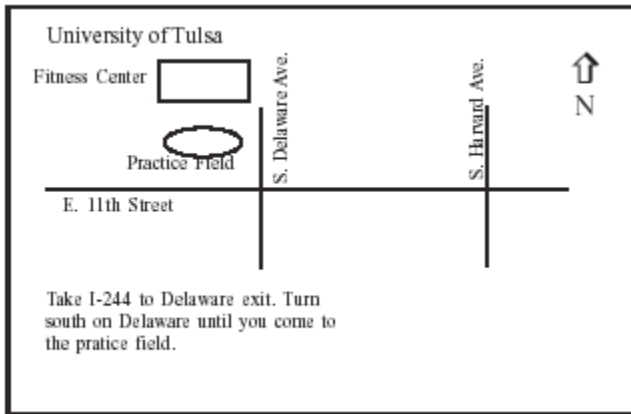 University of Tulsa
Fitness Center
S. Delaware Ave.
S. Harvard Ave.
N
Practice Field
E. 11th Street
Take I-244 to Delaware exit. Turn
south on Delaware until you come to
the pratice field.